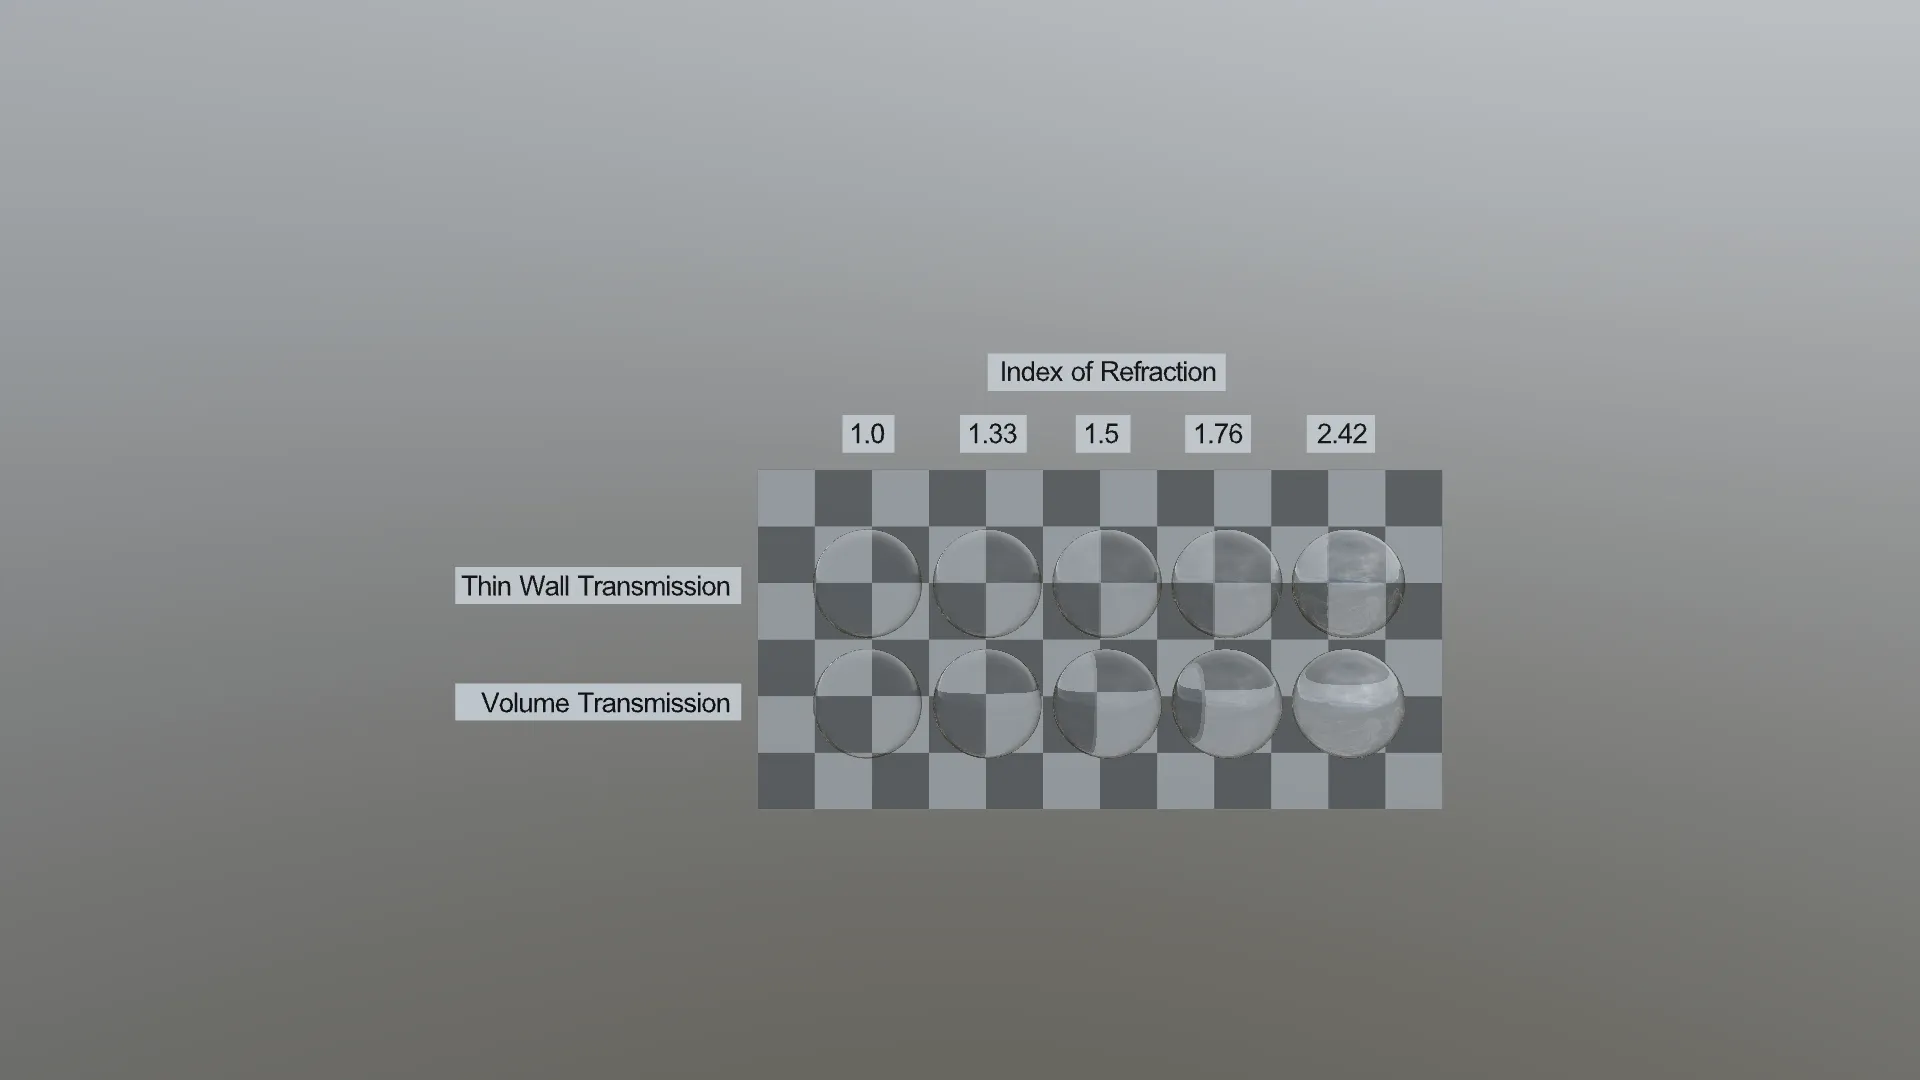 Index of Refraction
1.0 1.33 1.5 1.76 2.42
Thin Wall Transmission
Volume Transmission